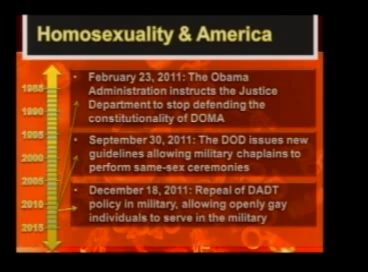 Homosexuality & America
• February 23, 2011: The Obama
Administration instructs the Justice
Department to stop defending the
constitutionality of DOMA
• September 30, 2011: The DOD issues new
guidelines allowing military chaplains to
perform same-sex ceremonies
• December 18, 2011: Repeal of DADT
policy in military, allowing openly gay
individuals to serve in the military
1985
1990
1995
2000
2005
2010
2015